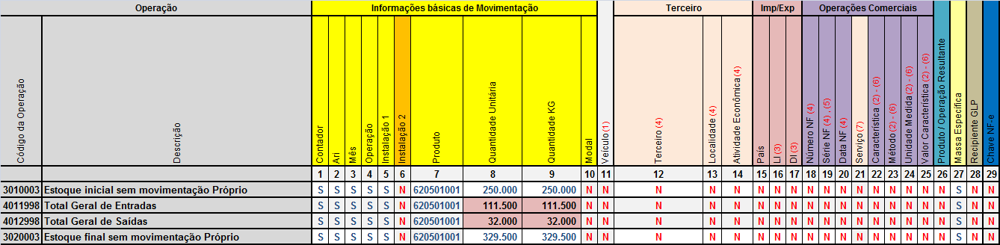 Operação Informações básicas de Movimentação Terceiro Imp/Exp Operações Comerciais
Código da Operação Descrição Contador Ari Mês Operação Instalação 1 Instalação 2 Produto Quantidade Unitária Quantidade KG Modal Veículo (1) Terceiro (4) Localidade (4) Atividade Econômica (4) País LI (3) DI (3) Número NF (4) Série NF (4) , (5) Data NF (4) Serviço (7) Característica (2) - (6) Método (2) - (6) Unidade Medida (2) - (6) Valor Característica (2) - (6) Produto / Operação Resultante Massa Específica Recipiente GLP Chave NF-e
1 2 3 4 5 6 7 8 9 10 11 12 13 14 15 16 17 18 19 20 21 22 23 24 25 26 27 28 29
3010003 Estoque inicial sem movimentação Próprio S S S S S N 620501001 250.000 250.000 N N N N N N N N N N N N N N N N N S N N
4011998 Total Geral de Entradas S S S S S N 620501001 111.500 111.500 N N N N N N N N N N N N N N N N N S N N
4012998 Total Geral de Saídas S S S S S N 620501001 32.000 32.000 N N N N N N N N N N N N N N N N N S N N
3020003 Estoque final sem movimentação Próprio S S S S S N 620501001 329.500 329.500 N N N N N N N N N N N N N N N N N S N N